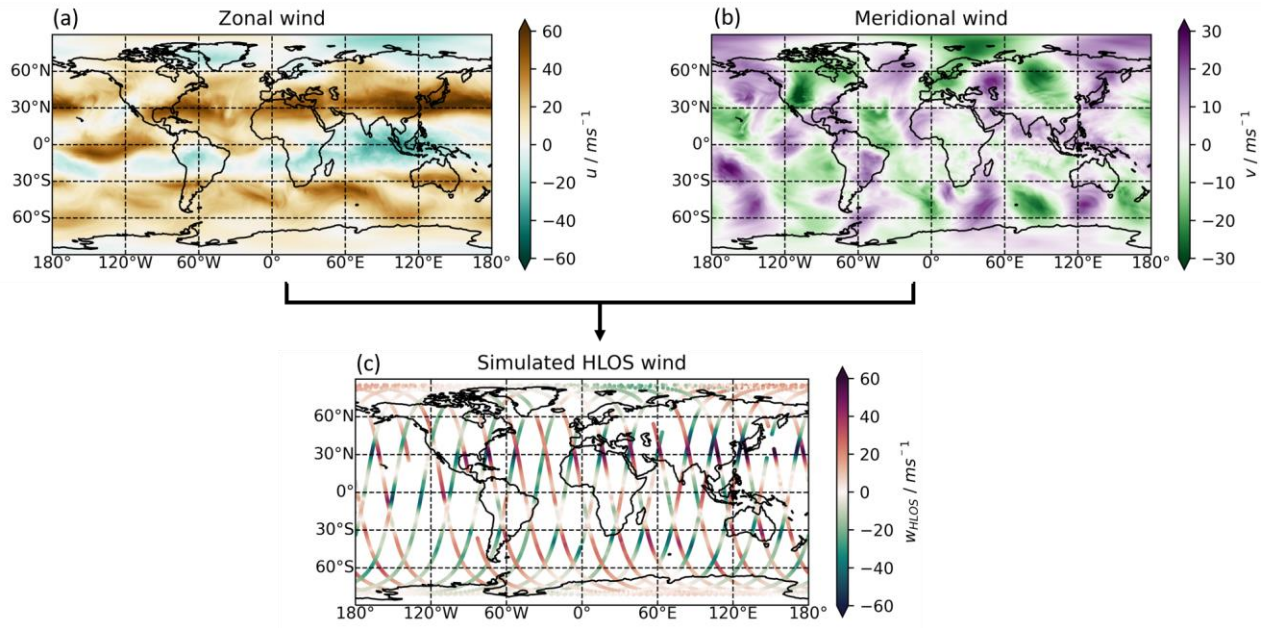 (a) Zonal wind
60°N
30°N
0°
30°S
60°S
180° 120°W 60°W 0° 60°E 120°E 180°
60
40
20
0
−20
−40
−60
u / ms⁻¹
(b) Meridional wind
60°N
30°N
0°
30°S
60°S
180° 120°W 60°W 0° 60°E 120°E 180°
30
20
10
0
−10
−20
−30
v / ms⁻¹
(c) Simulated HLOS wind
60°N
30°N
0°
30°S
60°S
180° 120°W 60°W 0° 60°E 120°E 180°
60
40
20
0
−20
−40
−60
w_HLOS / ms⁻¹